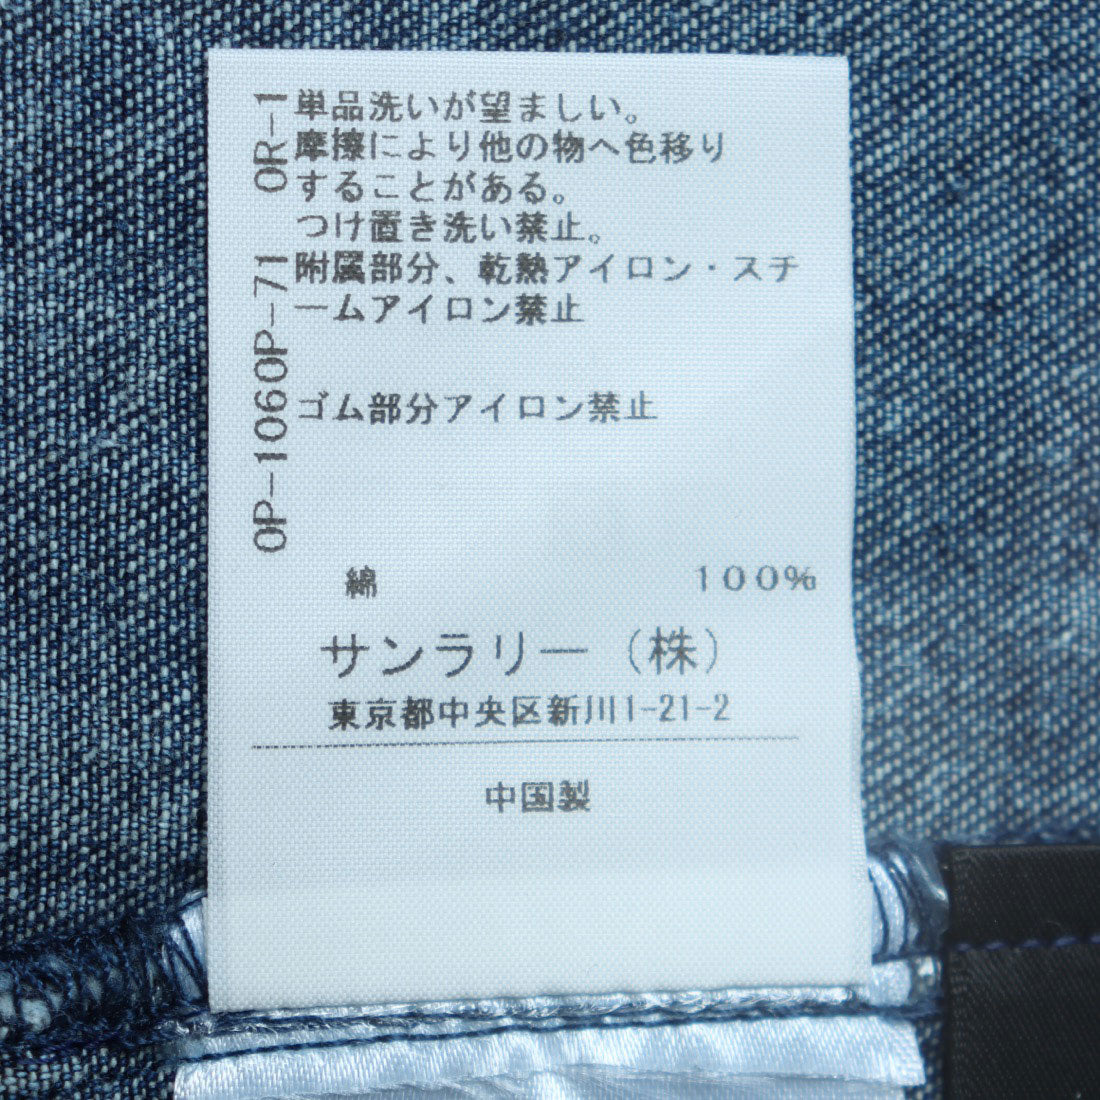 単品洗いが望ましい。
摩擦により他の物へ色移り
することがある。
つけ置き洗い禁止。
附属部分、乾熱アイロン・スチ
ームアイロン禁止
ゴム部分アイロン禁止
OP-1060P-71 OR-1
綿 100%
サンラリー(株)
東京都中央区新川1-21-2
中国製